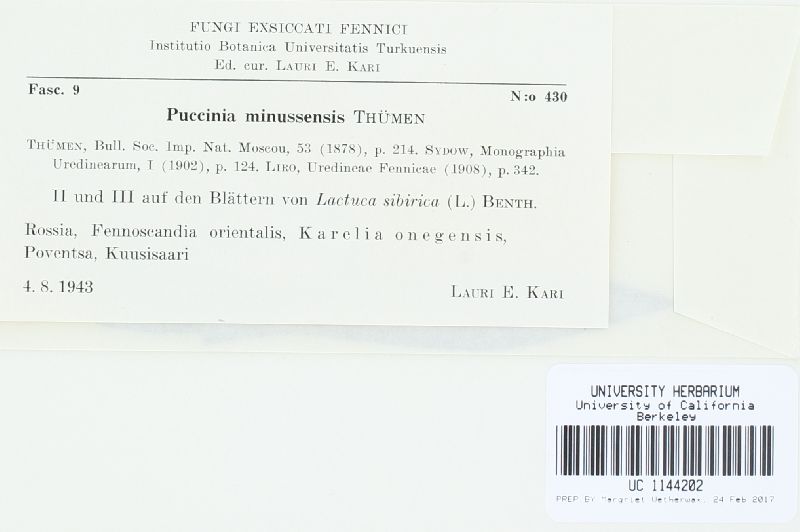 FUNGI EXSICCATI FENNICI
Institutio Botanica Universitatis Turkuensis
Ed. cur. LAURI E. KARI
Fasc. 9 N:o 430
Puccinia minussensis THÜMEN
THÜMEN, Bull. Soc. Imp. Nat. Moscou, 53 (1878), p. 214. SYDOW, Monographia
Uredinearum, I (1902), p. 124. LIRO, Uredineae Fennicae (1908), p. 342.
II und III auf den Blättern von Lactuca sibirica (L.) BENTH.
Rossia, Fennoscandia orientalis, Karelia onegensis,
Poventsa, Kuusisaari
4. 8. 1943 LAURI E. KARI
UNIVERSITY HERBARIUM
University of California
Berkeley
UC 1144202
PREP BY Margriet Wetherwax, 24 Feb 2017